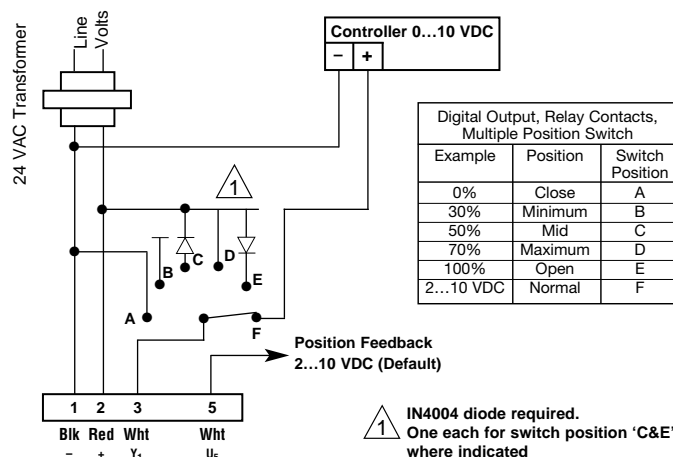 Line
Volts
24 VAC Transformer
Controller 0…10 VDC
– +
Digital Output, Relay Contacts,
Multiple Position Switch
Example Position Switch
Position
0% Close A
30% Minimum B
50% Mid C
70% Maximum D
100% Open E
2…10 VDC Normal F
1
B C D E
A F
Position Feedback
2…10 VDC (Default)
1 2 3 5
Blk Red Wht Wht
– + Y₁ U₅
1
IN4004 diode required.
One each for switch position 'C&E'
where indicated